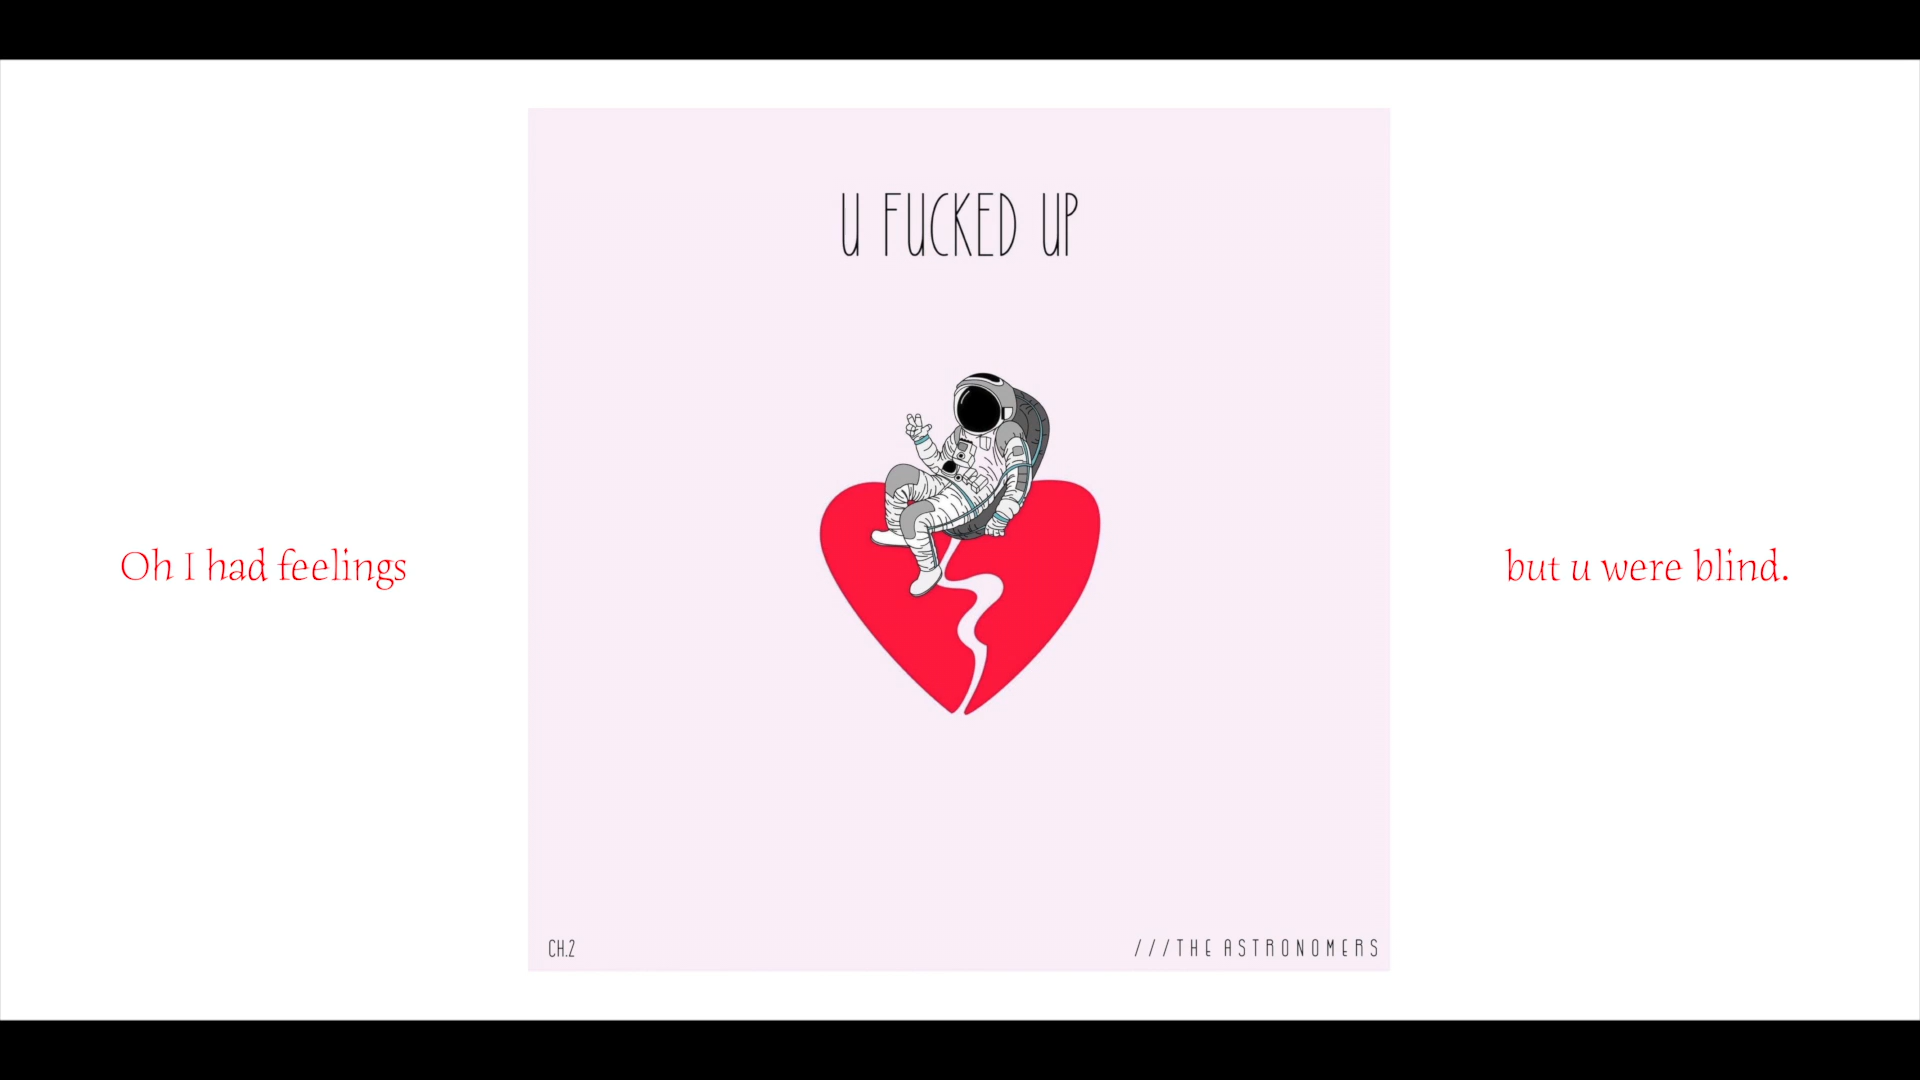 U FUCKED UP
Oh I had feelings
but u were blind.
CH.2
///THE ASTRONOMERS